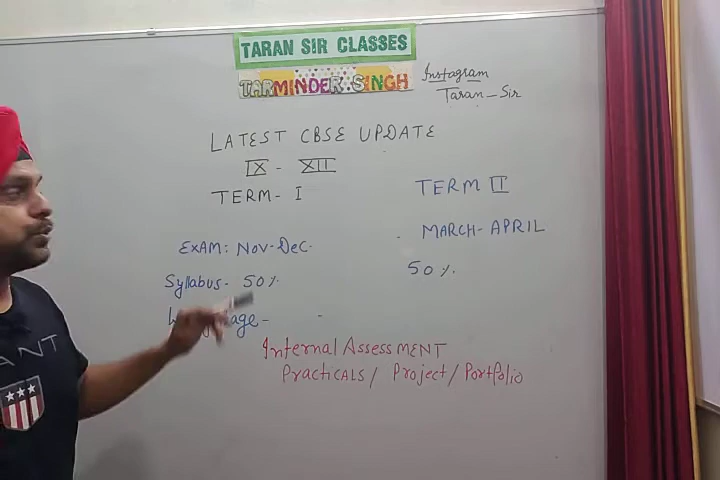 TARAN SIR CLASSES
TARMINDER SINGH
Instagram
Taran-Sir
LATEST CBSE UPDATE
IX - XII
TERM- I
TERM II
EXAM: Nov-Dec.
MARCH-APRIL
Syllabus- 50%.
50%.
Internal ASSESSMENT
PRACTICALS/ Project/Portfolio
ANT